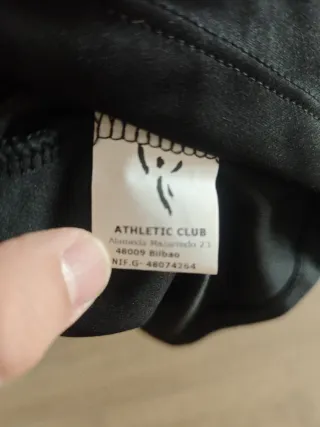 ATHLETIC CLUB
Alameda Mazarredo 23
48009 Bilbao
NIF.G- 48074254